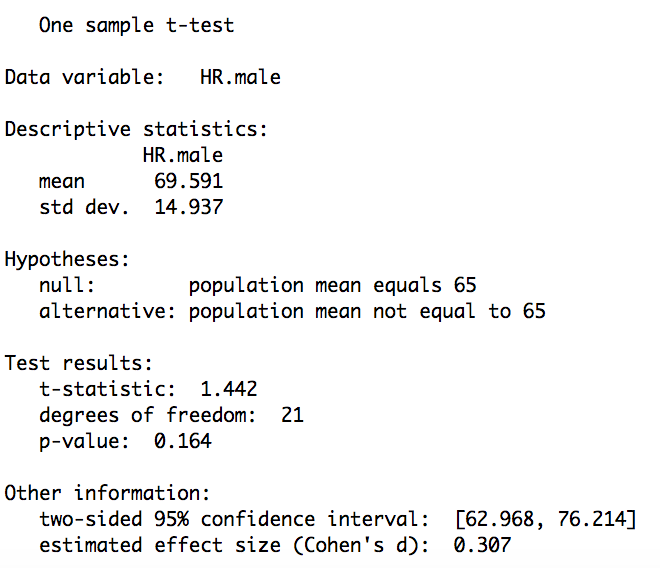 One sample t-test
Data variable: HR.male
Descriptive statistics:
HR.male
mean 69.591
std dev. 14.937
Hypotheses:
null: population mean equals 65
alternative: population mean not equal to 65
Test results:
t-statistic: 1.442
degrees of freedom: 21
p-value: 0.164
Other information:
two-sided 95% confidence interval: [62.968, 76.214]
estimated effect size (Cohen's d): 0.307